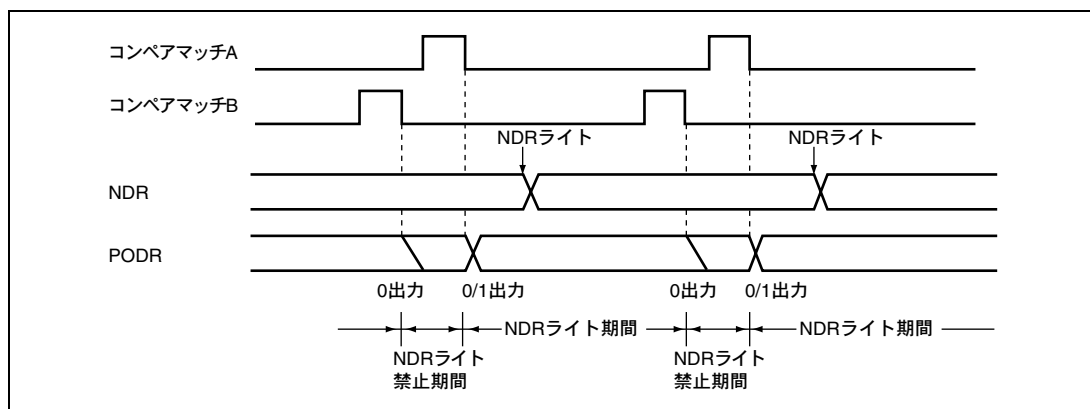 コンペアマッチA
コンペアマッチB
NDRライト
NDRライト
NDR
PODR
0出力
0/1出力
0出力
0/1出力
NDRライト期間
NDRライト期間
NDRライト
禁止期間
NDRライト
禁止期間